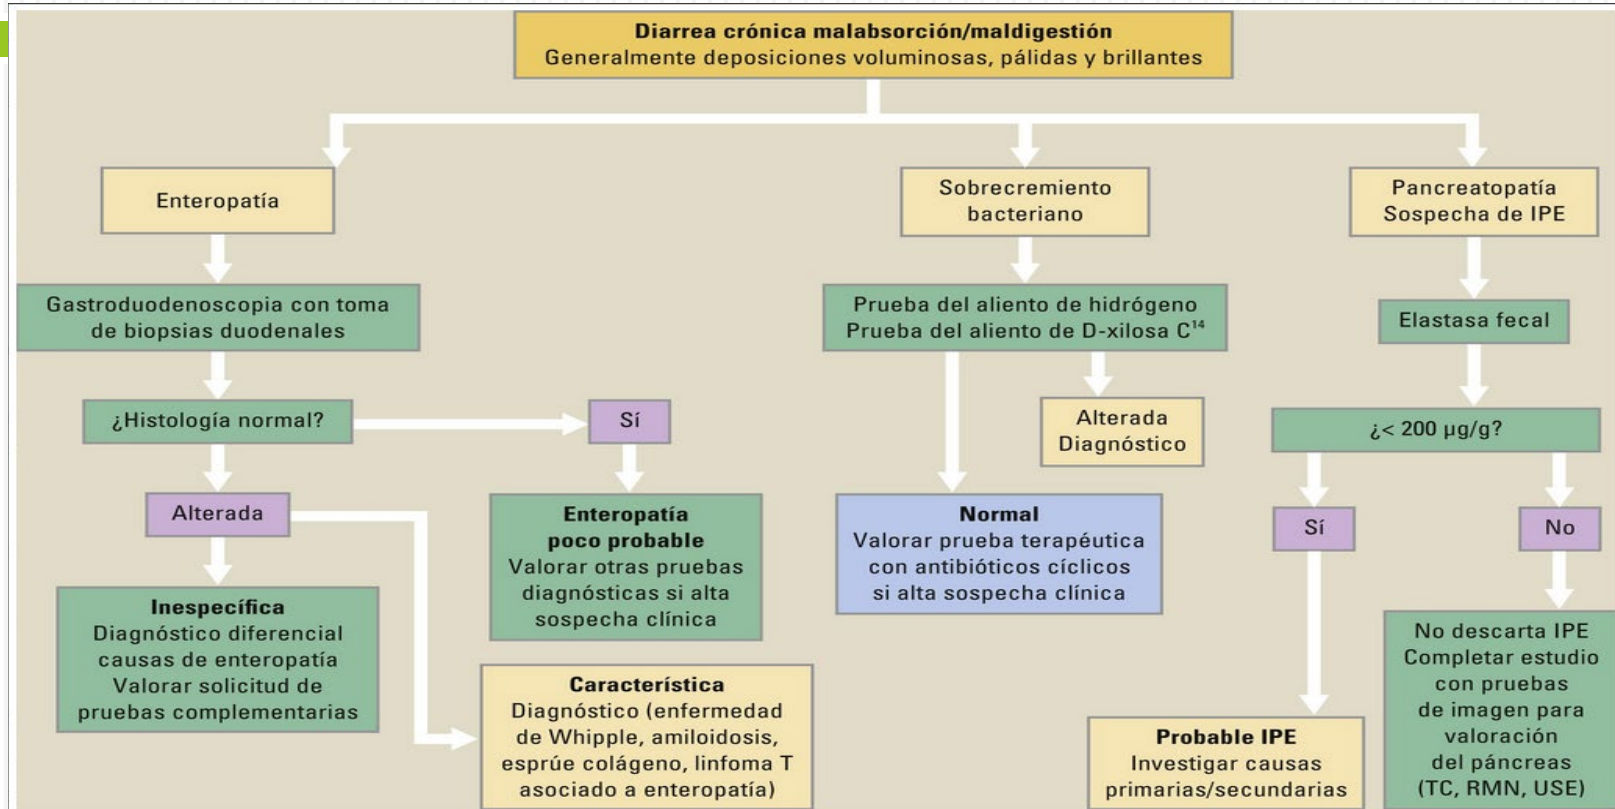 Diarrea crónica malabsorción/maldigestión
Generalmente deposiciones voluminosas, pálidas y brillantes
Enteropatía
Sobrecremiento
bacteriano
Pancreatopatía
Sospecha de IPE
Gastroduodenoscopia con toma
de biopsias duodenales
Prueba del aliento de hidrógeno
Prueba del aliento de D-xilosa C¹⁴
Elastasa fecal
¿Histología normal?
Sí
Alterada
Diagnóstico
¿< 200 µg/g?
Alterada
Enteropatía
poco probable
Valorar otras pruebas
diagnósticas si alta
sospecha clínica
Normal
Valorar prueba terapéutica
con antibióticos cíclicos
si alta sospecha clínica
Sí
No
Inespecífica
Diagnóstico diferencial
causas de enteropatía
Valorar solicitud de
pruebas complementarias
Característica
Diagnóstico (enfermedad
de Whipple, amiloidosis,
esprúe colágeno, linfoma T
asociado a enteropatía)
Probable IPE
Investigar causas
primarias/secundarias
No descarta IPE
Completar estudio
con pruebas
de imagen para
valoración
del páncreas
(TC, RMN, USE)